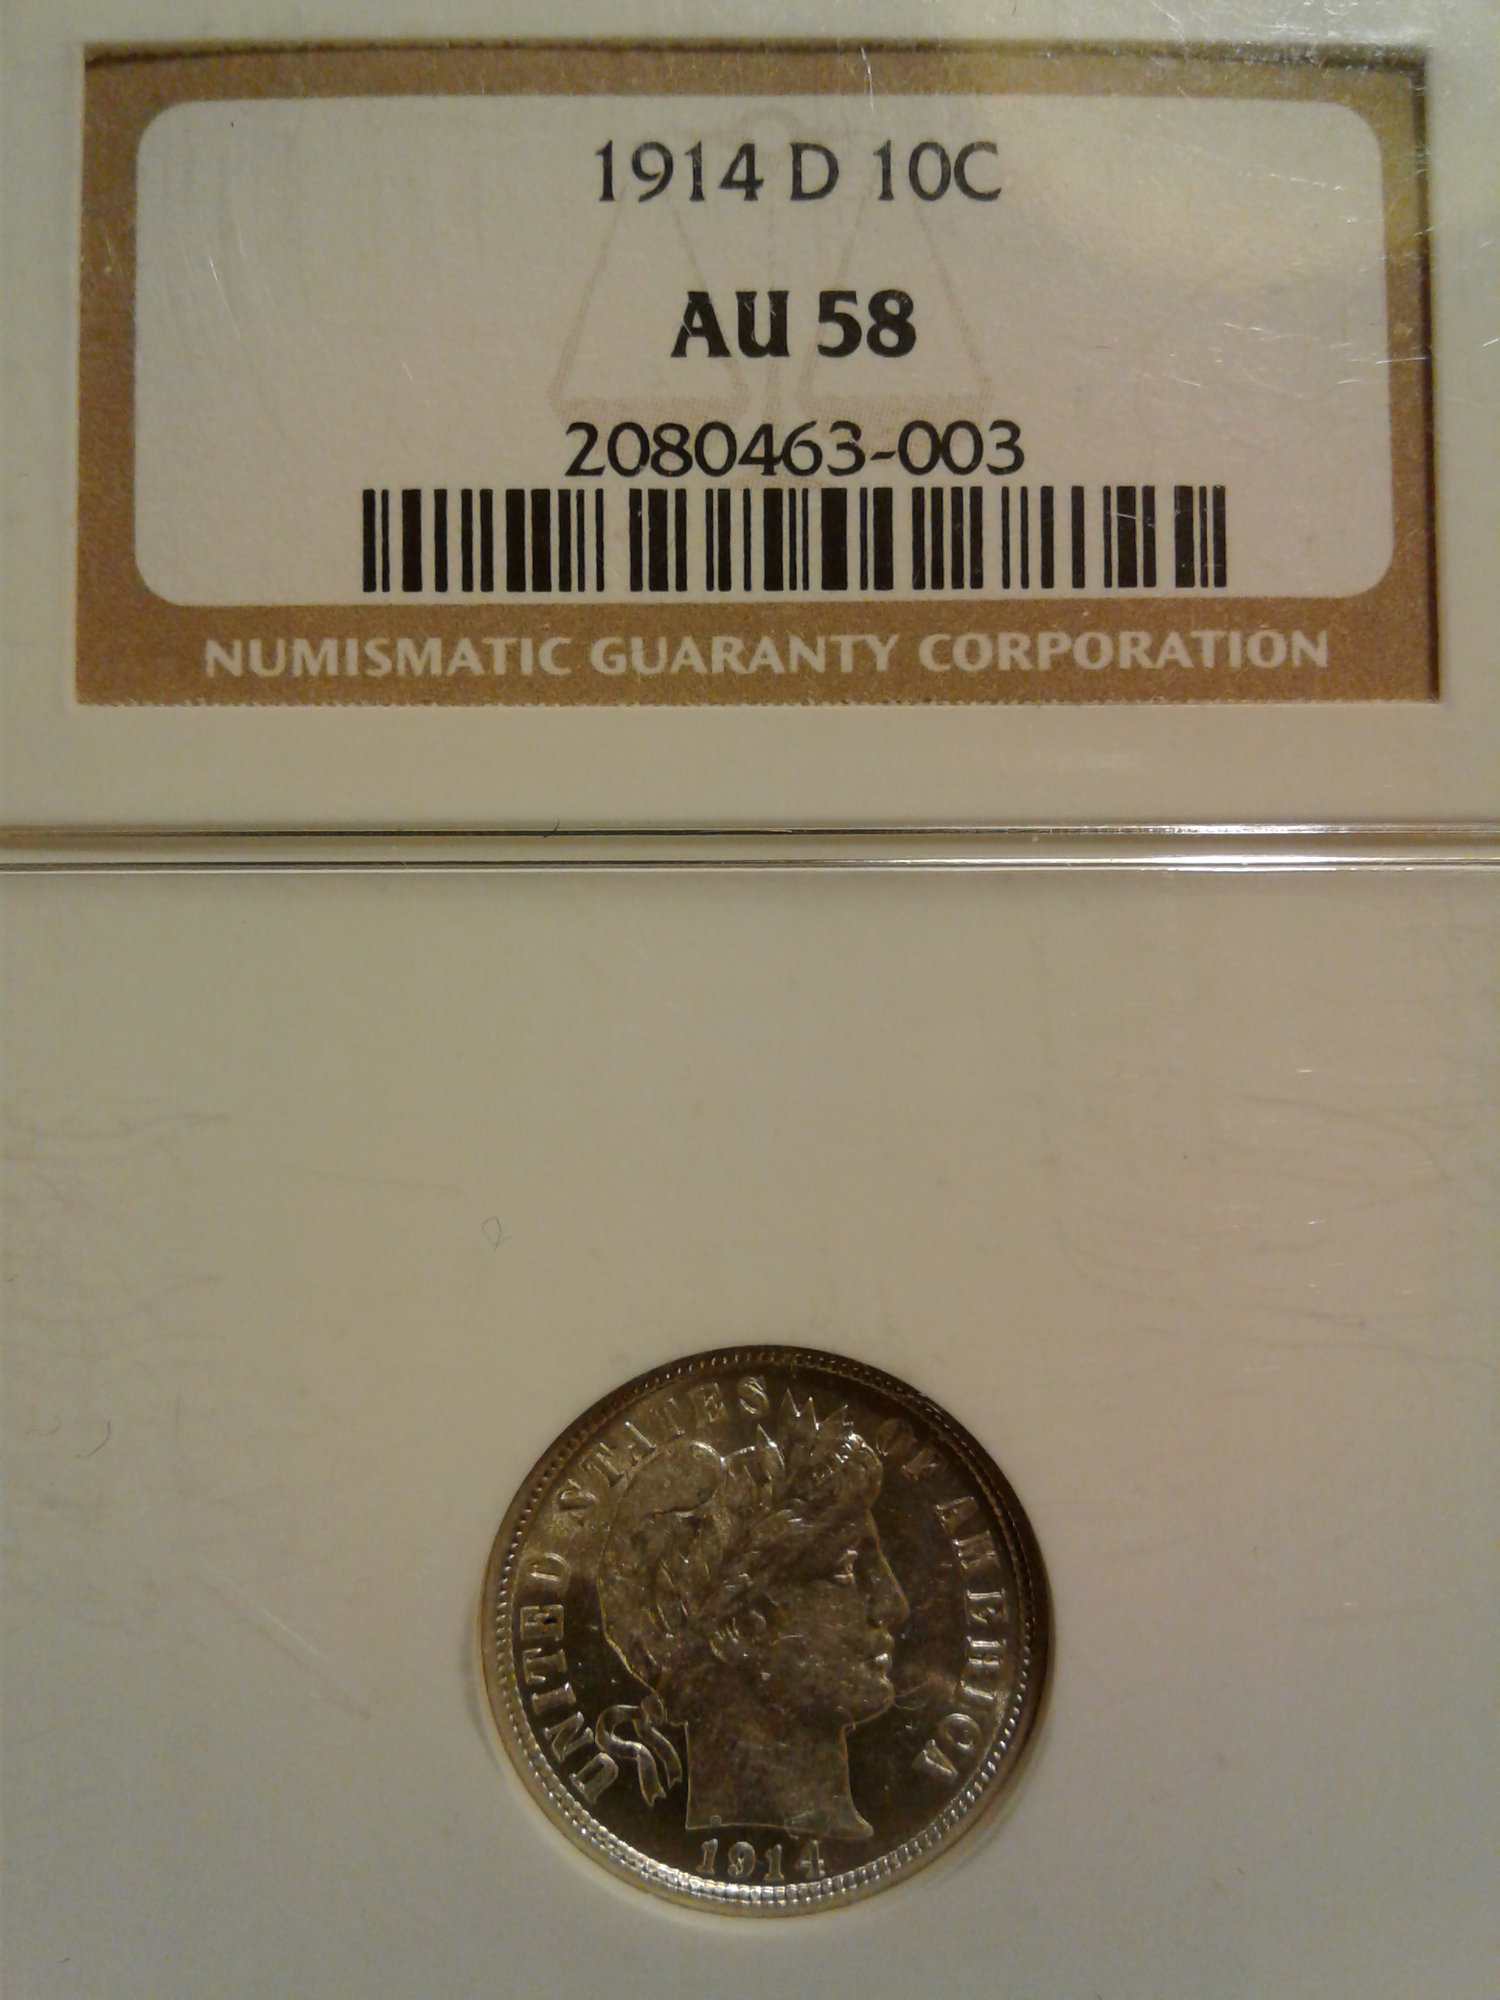 1914 D 10C
AU 58
2080463-003
NUMISMATIC GUARANTY CORPORATION
UNITED STATES OF AMERICA
1914